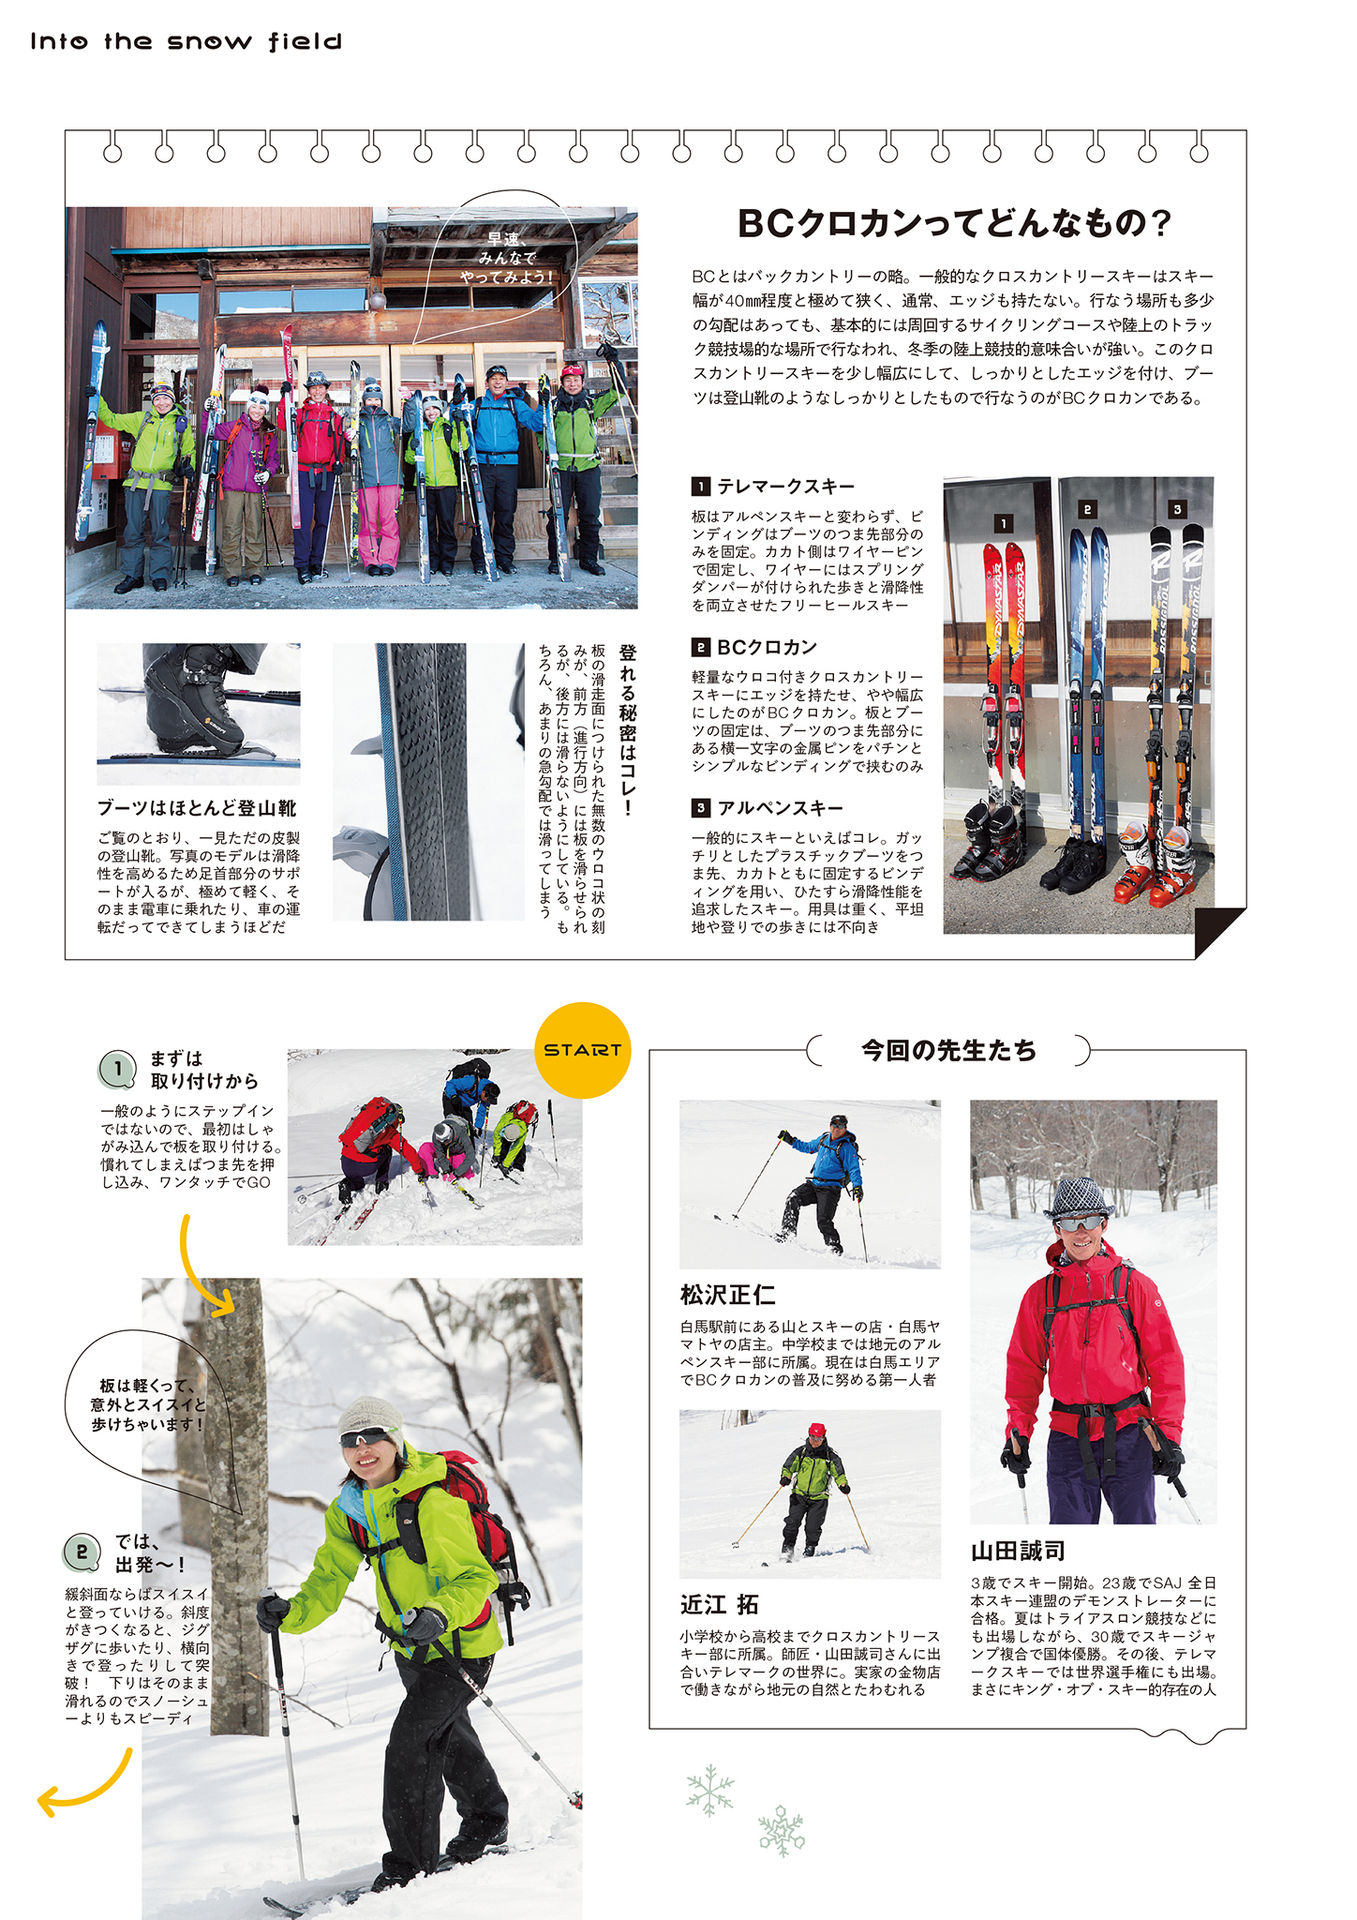 Into the snow field
早速、
みんなで
やってみよう！
BCクロカンってどんなもの？
BCとはバックカントリーの略。一般的なクロスカントリースキーはスキー
幅が40㎜程度と極めて狭く、通常、エッジも持たない。行なう場所も多少
の勾配はあっても、基本的には周回するサイクリングコースや陸上のトラッ
ク競技場的な場所で行なわれ、冬季の陸上競技的意味合いが強い。このクロ
スカントリースキーを少し幅広にして、しっかりとしたエッジを付け、ブー
ツは登山靴のようなしっかりとしたもので行なうのがBCクロカンである。
1 テレマークスキー
板はアルペンスキーと変わらず、ビ
ンディングはブーツのつま先部分の
みを固定。カカト側はワイヤーピン
で固定し、ワイヤーにはスプリング
ダンパーが付けられた歩きと滑降性
を両立させたフリーヒールスキー
2 BCクロカン
軽量なウロコ付きクロスカントリー
スキーにエッジを持たせ、やや幅広
にしたのがBCクロカン。板とブー
ツの固定は、ブーツのつま先部分に
ある横一文字の金属ピンをパチンと
シンプルなビンディングで挟むのみ
3 アルペンスキー
一般的にスキーといえばコレ。ガッ
チリとしたプラスチックブーツをつ
ま先、カカトともに固定するビンデ
ィングを用い、ひたすら滑降性能を
追求したスキー。用具は重く、平坦
地や登りでの歩きには不向き
1
2
3
DYNASTAR
ROSSIGNOL
登れる秘密はコレ！
板の滑走面につけられた無数のウロコ状の刻
みが、前方（進行方向）には板を滑らせられ
るが、後方には滑らないようにしている。も
ちろん、あまりの急勾配では滑ってしまう
ブーツはほとんど登山靴
ご覧のとおり、一見ただの皮製
の登山靴。写真のモデルは滑降
性を高めるため足首部分のサポ
ートが入るが、極めて軽く、そ
のまま電車に乗れたり、車の運
転だってできてしまうほどだ
START
1 まずは
取り付けから
一般のようにステップイン
ではないので、最初はしゃ
がみ込んで板を取り付ける。
慣れてしまえばつま先を押
し込み、ワンタッチでGO
板は軽くって、
意外とスイスイと
歩けちゃいます！
2 では、
出発〜！
緩斜面ならばスイスイ
と登っていける。斜度
がきつくなると、ジグ
ザグに歩いたり、横向
きで登ったりして突
破！　下りはそのまま
滑れるのでスノーシュ
ーよりもスピーディ
今回の先生たち
松沢正仁
白馬駅前にある山とスキーの店・白馬ヤ
マトヤの店主。中学校までは地元のアル
ペンスキー部に所属。現在は白馬エリア
でBCクロカンの普及に努める第一人者
近江 拓
小学校から高校までクロスカントリース
キー部に所属。師匠・山田誠司さんに出
合いテレマークの世界に。実家の金物店
で働きながら地元の自然とたわむれる
山田誠司
3歳でスキー開始。23歳でSAJ 全日
本スキー連盟のデモンストレーターに
合格。夏はトライアスロン競技などに
も出場しながら、30歳でスキージャ
ンプ複合で国体優勝。その後、テレマ
ークスキーでは世界選手権にも出場。
まさにキング・オブ・スキー的存在の人